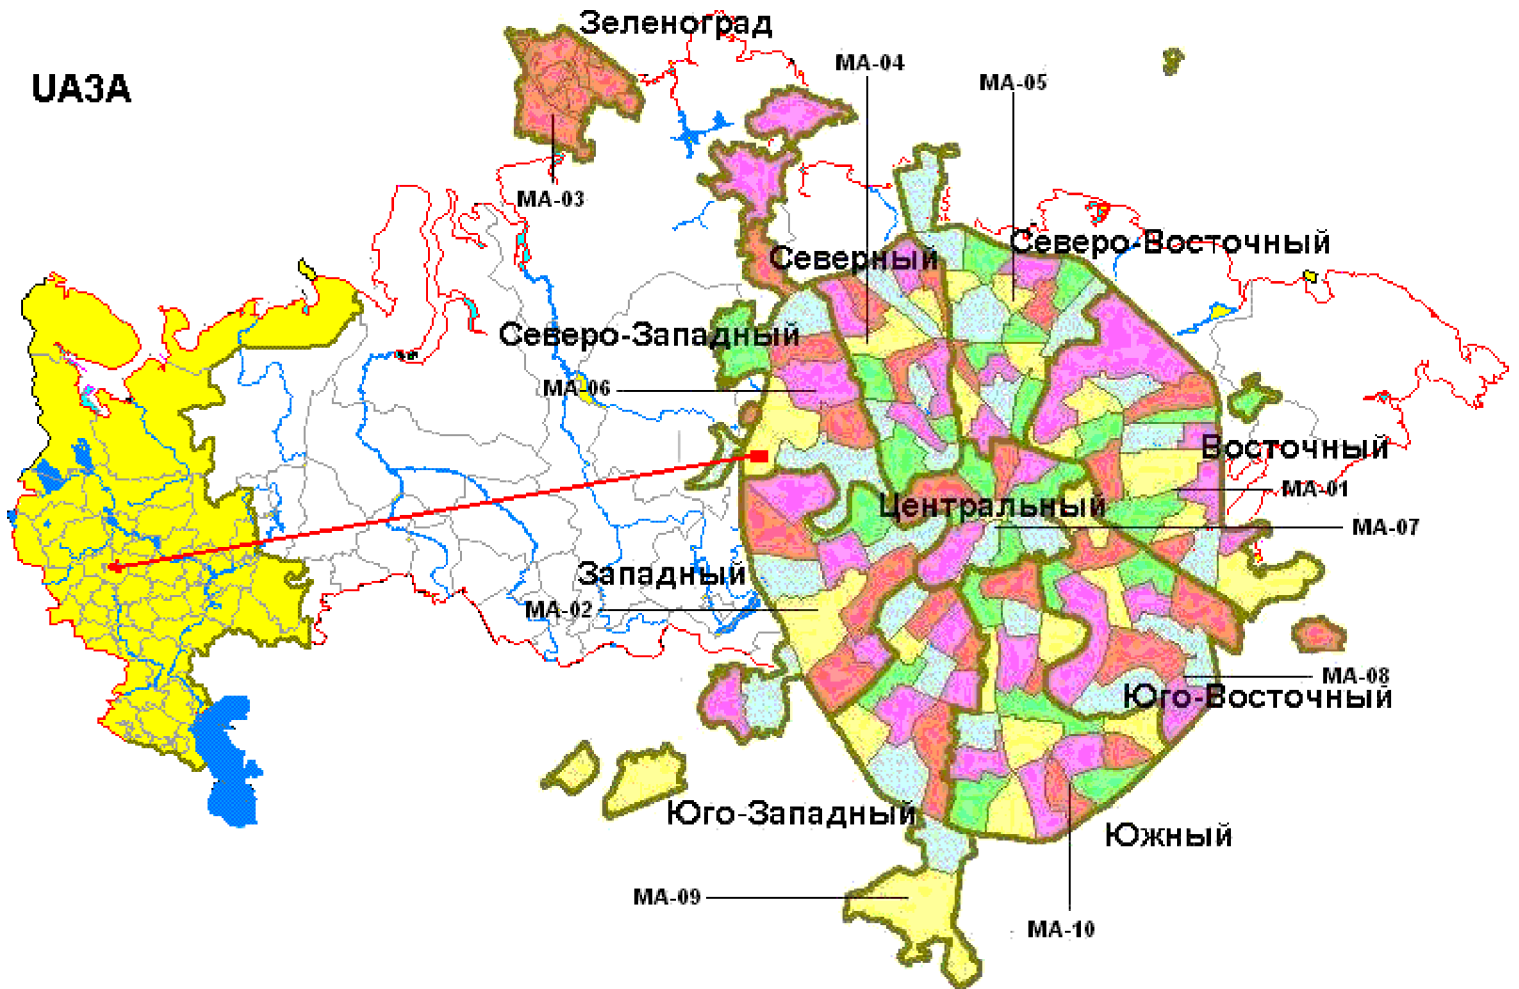 Зеленоград
UA3A
MA-04
MA-05
MA-03
Северо-Восточный
Северный
Северо-Западный
MA-06
Восточный
MA-01
Центральный
MA-07
Западный
MA-02
MA-08
Юго-Восточный
Юго-Западный
Южный
MA-09
MA-10